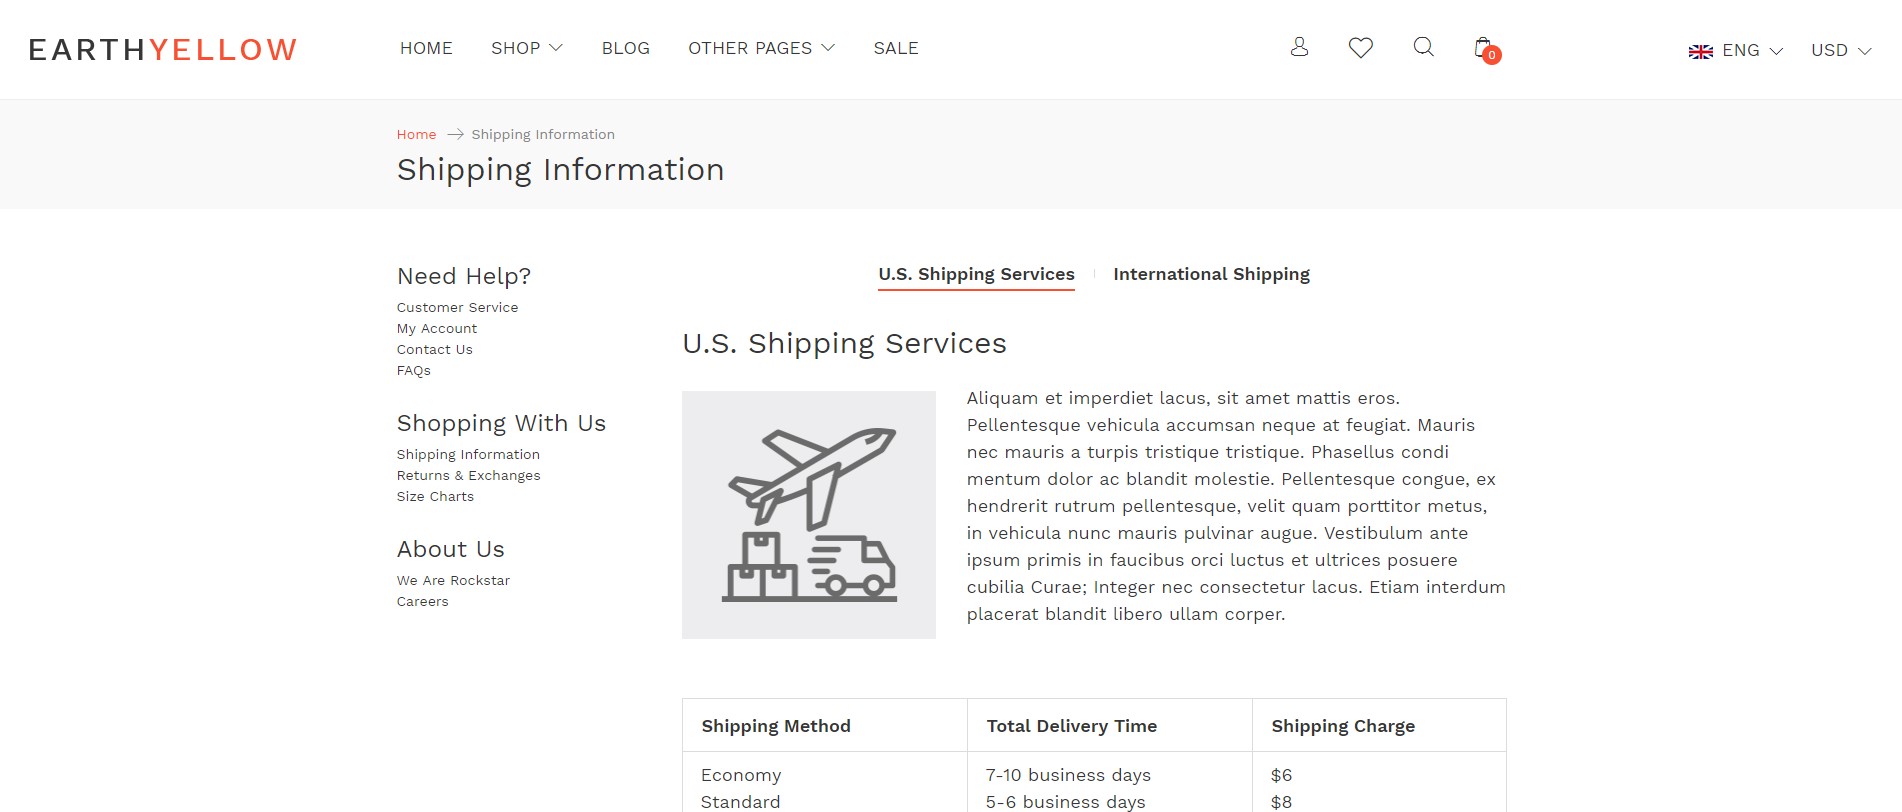 EARTHYELLOW
HOME SHOP BLOG OTHER PAGES SALE
0
ENG USD
Home Shipping Information
Shipping Information
Need Help?
Customer Service
My Account
Contact Us
FAQs
Shopping With Us
Shipping Information
Returns & Exchanges
Size Charts
About Us
We Are Rockstar
Careers
U.S. Shipping Services International Shipping
U.S. Shipping Services
Aliquam et imperdiet lacus, sit amet mattis eros.
Pellentesque vehicula accumsan neque at feugiat. Mauris
nec mauris a turpis tristique tristique. Phasellus condi
mentum dolor ac blandit molestie. Pellentesque congue, ex
hendrerit rutrum pellentesque, velit quam porttitor metus,
in vehicula nunc mauris pulvinar augue. Vestibulum ante
ipsum primis in faucibus orci luctus et ultrices posuere
cubilia Curae; Integer nec consectetur lacus. Etiam interdum
placerat blandit libero ullam corper.
Shipping Method Total Delivery Time Shipping Charge
Economy 7-10 business days $6
Standard 5-6 business days $8